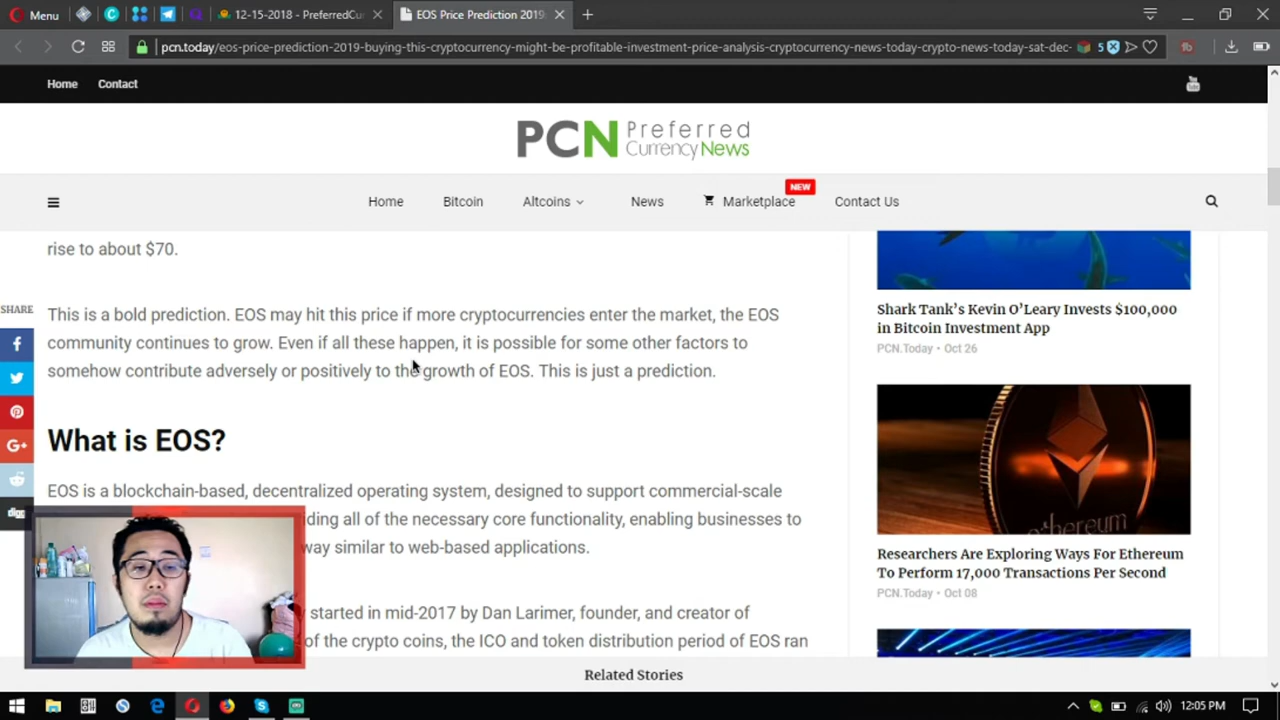 Menu
12-15-2018 - PreferredCu
EOS Price Prediction 2019
pcn.today/eos-price-prediction-2019-buying-this-cryptocurrency-might-be-profitable-investment-price-analysis-cryptocurrency-news-today-crypto-news-today-sat-dec-
5
Home
Contact
You
Tube
PCN Preferred
CurrencyNews
NEW
Home
Bitcoin
Altcoins
News
Marketplace
Contact Us
rise to about $70.
SHARE
This is a bold prediction. EOS may hit this price if more cryptocurrencies enter the market, the EOS
community continues to grow. Even if all these happen, it is possible for some other factors to
somehow contribute adversely or positively to the growth of EOS. This is just a prediction.
What is EOS?
EOS is a blockchain-based, decentralized operating system, designed to support commercial-scale
iding all of the necessary core functionality, enabling businesses to
way similar to web-based applications.
y started in mid-2017 by Dan Larimer, founder, and creator of
of the crypto coins, the ICO and token distribution period of EOS ran
G+
digg
Shark Tank's Kevin O'Leary Invests $100,000
in Bitcoin Investment App
PCN.Today • Oct 26
ethereum
Researchers Are Exploring Ways For Ethereum
To Perform 17,000 Transactions Per Second
PCN.Today • Oct 08
Related Stories
12:05 PM